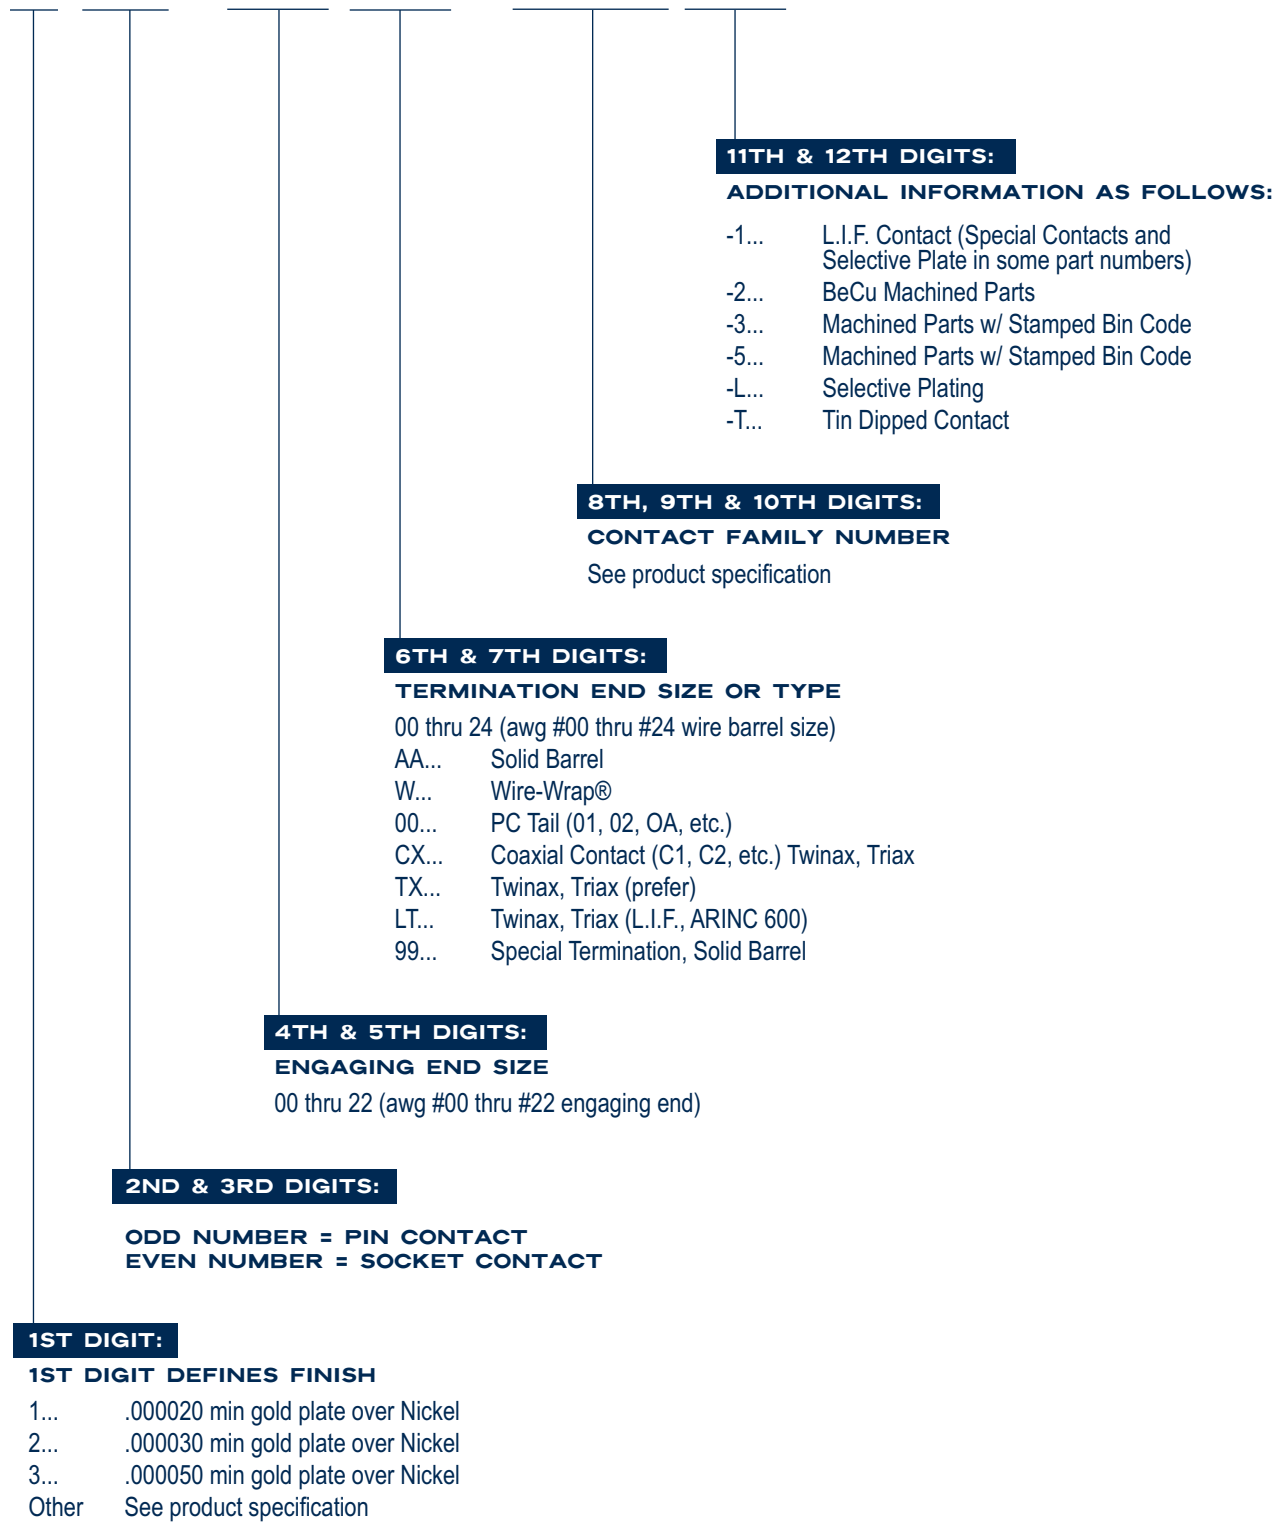 11TH & 12TH DIGITS:
ADDITIONAL INFORMATION AS FOLLOWS:
-1... L.I.F. Contact (Special Contacts and
Selective Plate in some part numbers)
-2... BeCu Machined Parts
-3... Machined Parts w/ Stamped Bin Code
-5... Machined Parts w/ Stamped Bin Code
-L... Selective Plating
-T... Tin Dipped Contact
8TH, 9TH & 10TH DIGITS:
CONTACT FAMILY NUMBER
See product specification
6TH & 7TH DIGITS:
TERMINATION END SIZE OR TYPE
00 thru 24 (awg #00 thru #24 wire barrel size)
AA... Solid Barrel
W... Wire-Wrap®
00... PC Tail (01, 02, OA, etc.)
CX... Coaxial Contact (C1, C2, etc.) Twinax, Triax
TX... Twinax, Triax (prefer)
LT... Twinax, Triax (L.I.F., ARINC 600)
99... Special Termination, Solid Barrel
4TH & 5TH DIGITS:
ENGAGING END SIZE
00 thru 22 (awg #00 thru #22 engaging end)
2ND & 3RD DIGITS:
ODD NUMBER = PIN CONTACT
EVEN NUMBER = SOCKET CONTACT
1ST DIGIT:
1ST DIGIT DEFINES FINISH
1... .000020 min gold plate over Nickel
2... .000030 min gold plate over Nickel
3... .000050 min gold plate over Nickel
Other See product specification